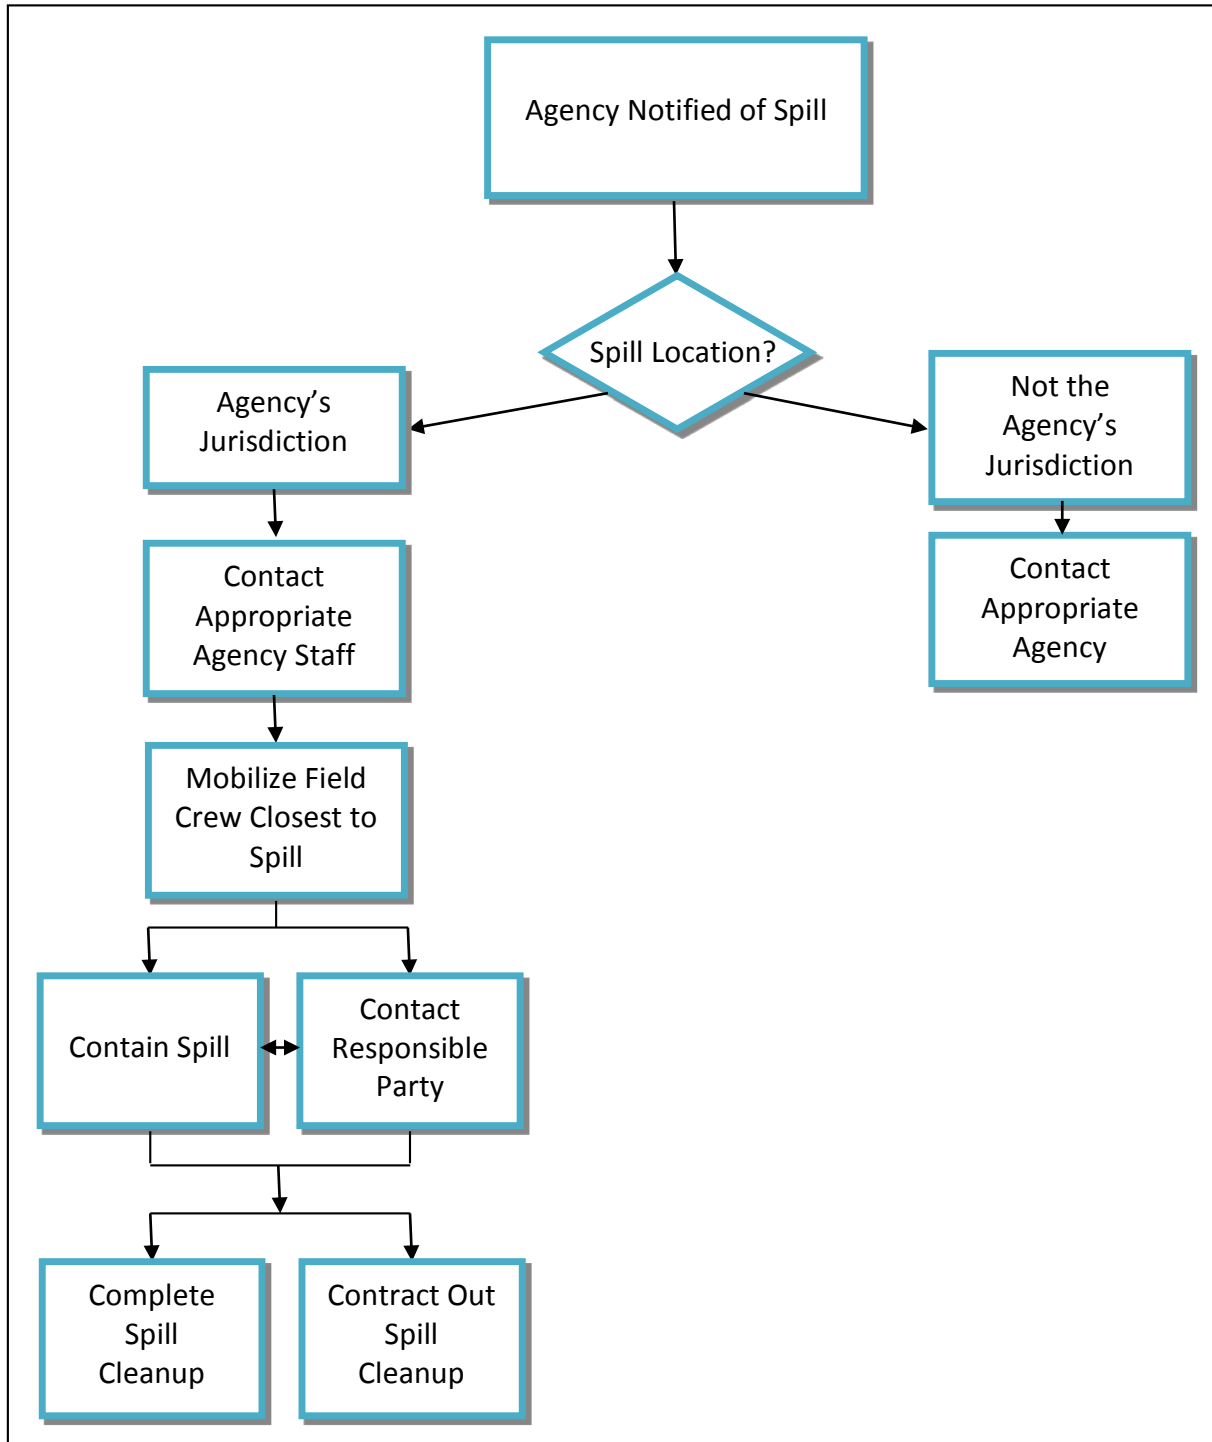 Agency Notified of Spill
Spill Location?
Agency’s
Jurisdiction
Not the
Agency’s
Jurisdiction
Contact
Appropriate
Agency Staff
Contact
Appropriate
Agency
Mobilize Field
Crew Closest to
Spill
Contain Spill
Contact
Responsible
Party
Complete
Spill
Cleanup
Contract Out
Spill
Cleanup